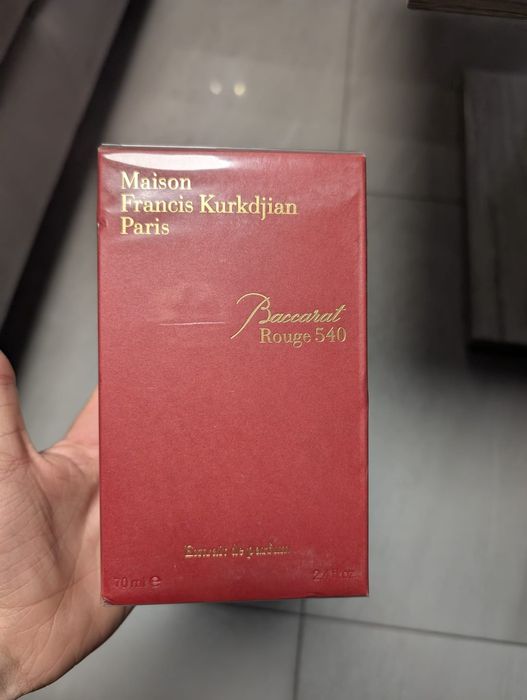 Maison
Francis Kurkdjian
Paris
Baccarat
Rouge 540
Extrait de parfum
70 ml e
2.4 fl.oz.